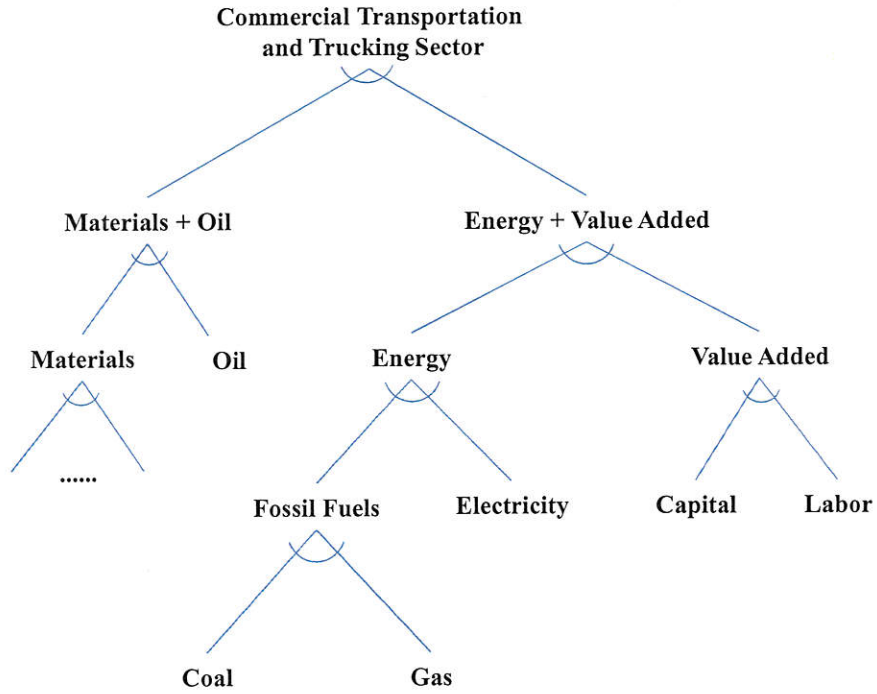 Commercial Transportation
and Trucking Sector
Materials + Oil
Energy + Value Added
Materials
Oil
Energy
Value Added
......
Fossil Fuels
Electricity
Capital
Labor
Coal
Gas